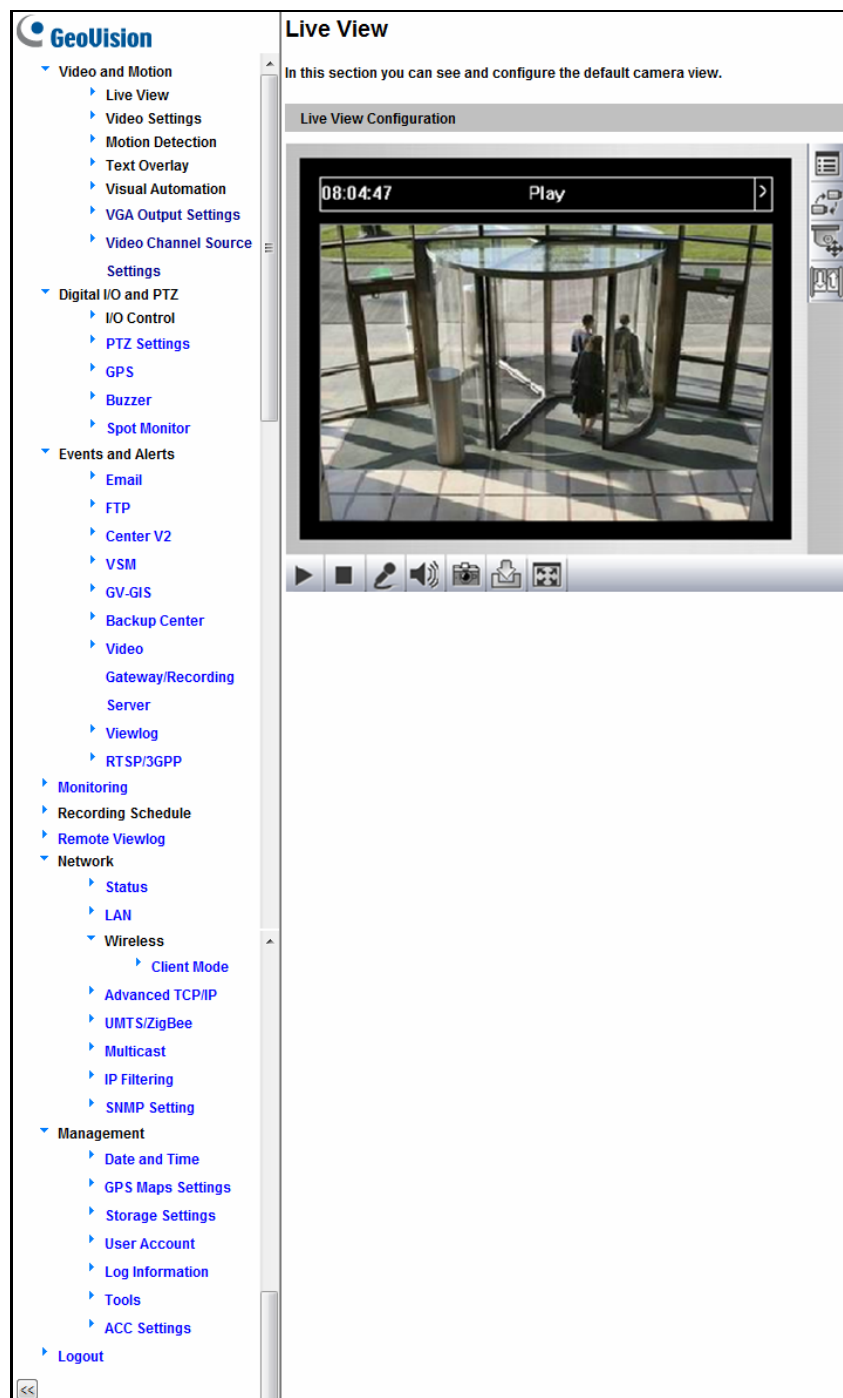 GeoVision
Video and Motion
Live View
Video Settings
Motion Detection
Text Overlay
Visual Automation
VGA Output Settings
Video Channel Source
Settings
Digital I/O and PTZ
I/O Control
PTZ Settings
GPS
Buzzer
Spot Monitor
Events and Alerts
Email
FTP
Center V2
VSM
GV-GIS
Backup Center
Video
Gateway/Recording
Server
Viewlog
RTSP/3GPP
Monitoring
Recording Schedule
Remote Viewlog
Network
Status
LAN
Wireless
Client Mode
Advanced TCP/IP
UMTS/ZigBee
Multicast
IP Filtering
SNMP Setting
Management
Date and Time
GPS Maps Settings
Storage Settings
User Account
Log Information
Tools
ACC Settings
Logout
<<
Live View
In this section you can see and configure the default camera view.
Live View Configuration
08:04:47 Play >